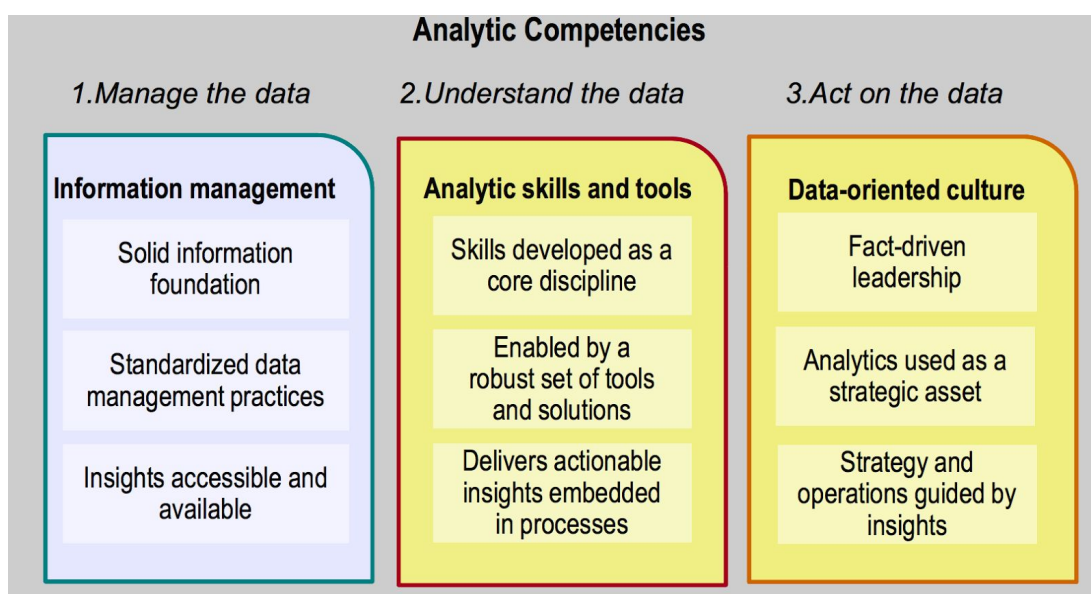 Analytic Competencies
1.Manage the data
2.Understand the data
3.Act on the data
Information management
Solid information
foundation
Standardized data
management practices
Insights accessible and
available
Analytic skills and tools
Skills developed as a
core discipline
Enabled by a
robust set of tools
and solutions
Delivers actionable
insights embedded
in processes
Data-oriented culture
Fact-driven
leadership
Analytics used as a
strategic asset
Strategy and
operations guided by
insights